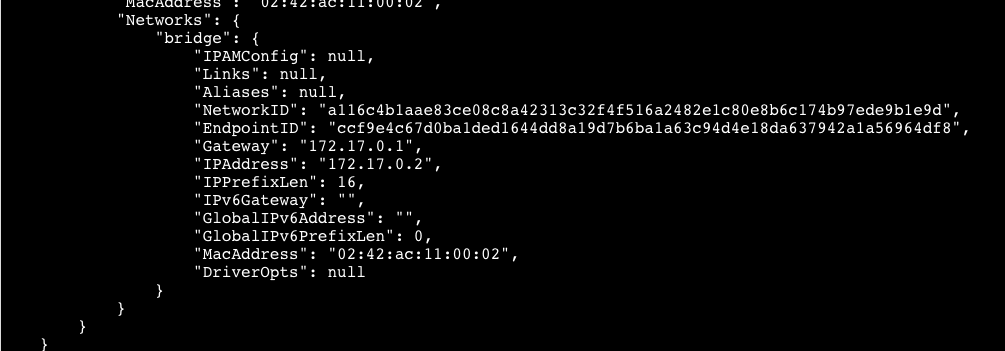 "MacAddress": "02:42:ac:11:00:02",
"Networks": {
"bridge": {
"IPAMConfig": null,
"Links": null,
"Aliases": null,
"NetworkID": "a116c4b1aae83ce08c8a42313c32f4f516a2482e1c80e8b6c174b97ede9b1e9d",
"EndpointID": "ccf9e4c67d0ba1ded1644dd8a19d7b6ba1a63c94d4e18da637942a1a56964df8",
"Gateway": "172.17.0.1",
"IPAddress": "172.17.0.2",
"IPPrefixLen": 16,
"IPv6Gateway": "",
"GlobalIPv6Address": "",
"GlobalIPv6PrefixLen": 0,
"MacAddress": "02:42:ac:11:00:02",
"DriverOpts": null
}
}
}
}